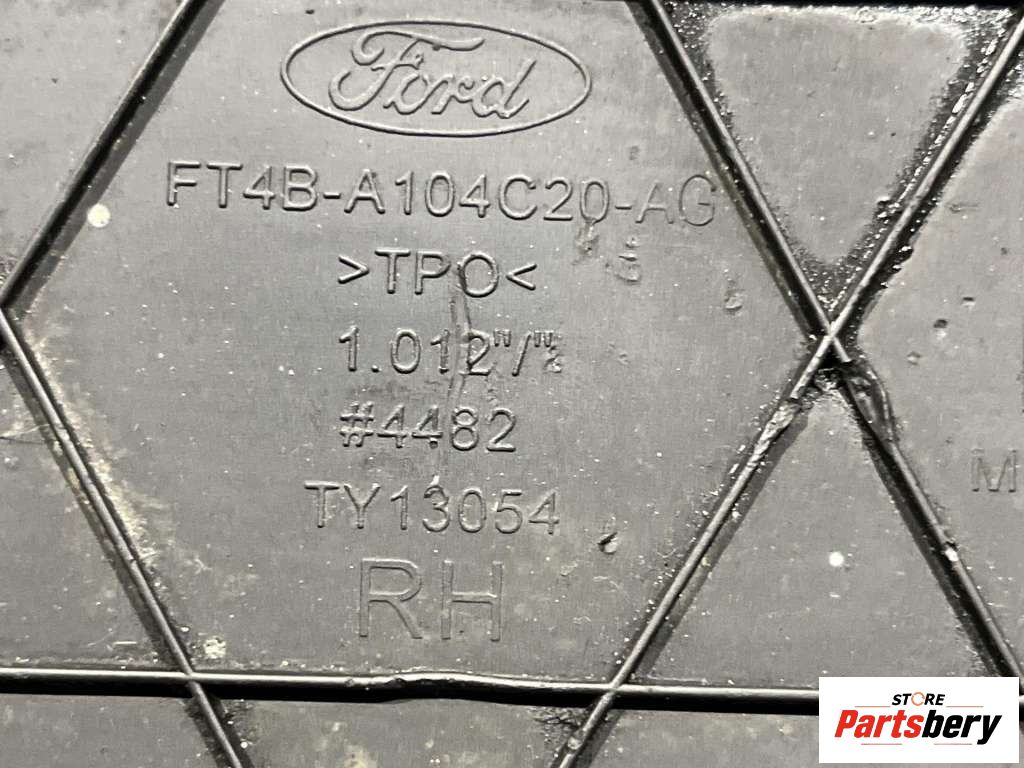 Ford
FT4B-A104C20-AG
>TPO<
1.012"/"
#4482
TY13054
RH
M
STORE
Partsbery